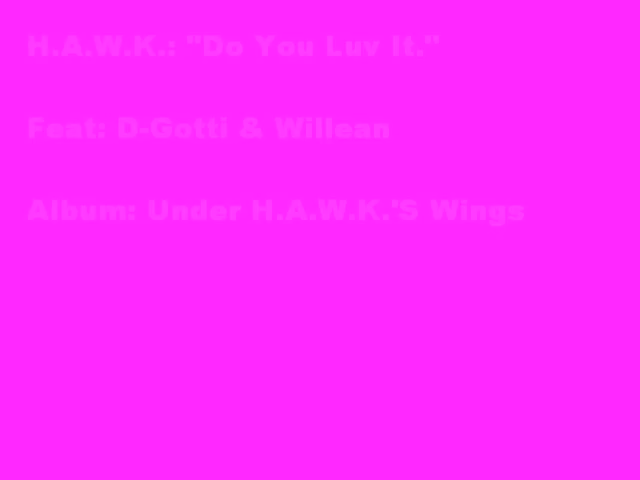 H.A.W.K.: "Do You Luv It."
Feat: D-Gotti & Willean
Album: Under H.A.W.K.'S Wings